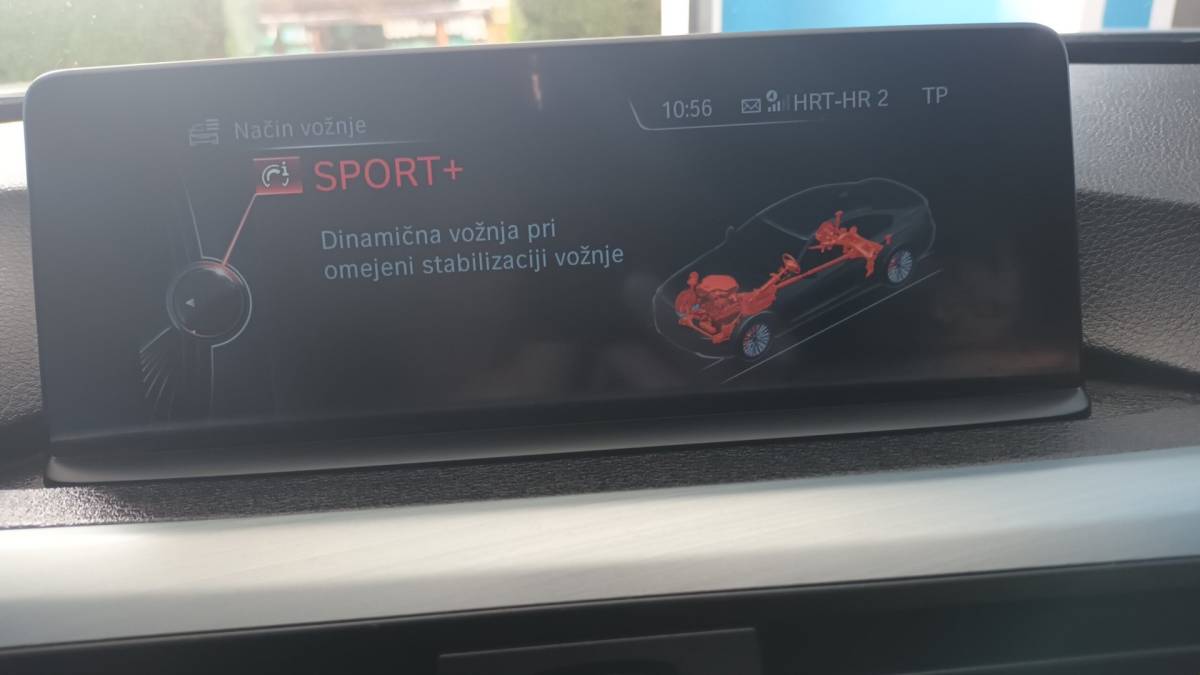 Način vožnje
10:56
HRT-HR 2
TP
SPORT+
Dinamična vožnja pri
omejeni stabilizaciji vožnje